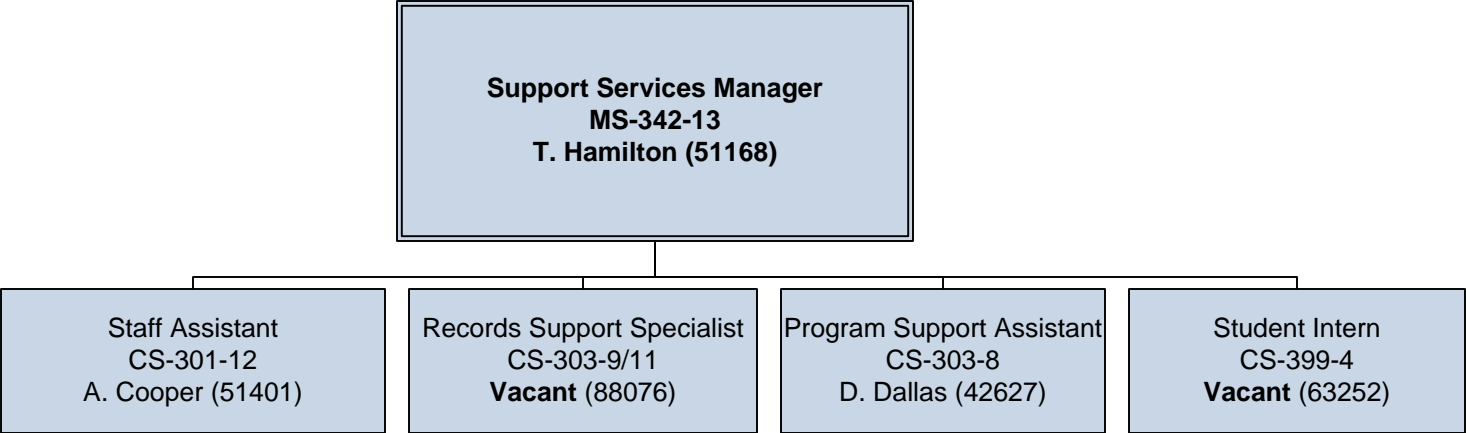 Support Services Manager
MS-342-13
T. Hamilton (51168)
Staff Assistant
CS-301-12
A. Cooper (51401)
Records Support Specialist
CS-303-9/11
Vacant (88076)
Program Support Assistant
CS-303-8
D. Dallas (42627)
Student Intern
CS-399-4
Vacant (63252)